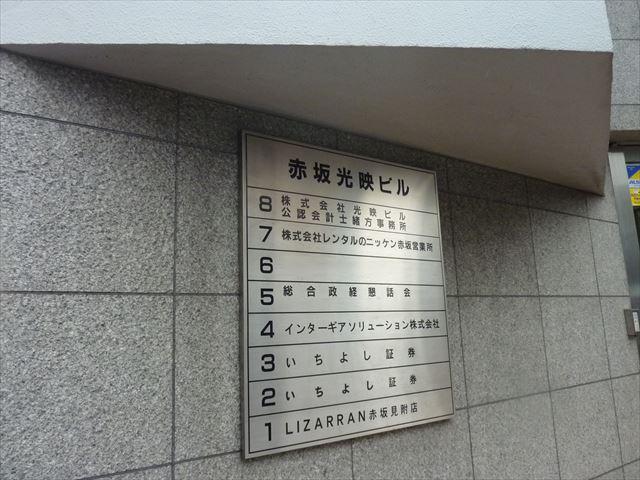 赤坂光映ビル
8 株式会社光映ビル
公認会計士緒方事務所
7 株式会社レンタルのニッケン赤坂営業所
6
5 総合政経懇話会
4 インターギアソリューション株式会社
3 いちよし証券
2 いちよし証券
1 LIZARRAN赤坂見附店